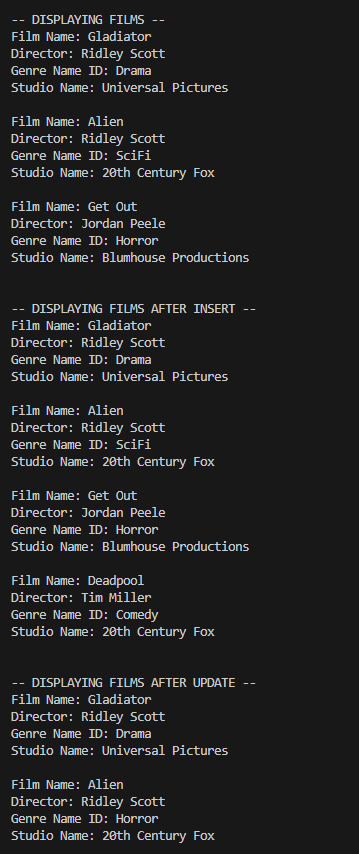 -- DISPLAYING FILMS --
Film Name: Gladiator
Director: Ridley Scott
Genre Name ID: Drama
Studio Name: Universal Pictures

Film Name: Alien
Director: Ridley Scott
Genre Name ID: SciFi
Studio Name: 20th Century Fox

Film Name: Get Out
Director: Jordan Peele
Genre Name ID: Horror
Studio Name: Blumhouse Productions

-- DISPLAYING FILMS AFTER INSERT --
Film Name: Gladiator
Director: Ridley Scott
Genre Name ID: Drama
Studio Name: Universal Pictures

Film Name: Alien
Director: Ridley Scott
Genre Name ID: SciFi
Studio Name: 20th Century Fox

Film Name: Get Out
Director: Jordan Peele
Genre Name ID: Horror
Studio Name: Blumhouse Productions

Film Name: Deadpool
Director: Tim Miller
Genre Name ID: Comedy
Studio Name: 20th Century Fox

-- DISPLAYING FILMS AFTER UPDATE --
Film Name: Gladiator
Director: Ridley Scott
Genre Name ID: Drama
Studio Name: Universal Pictures

Film Name: Alien
Director: Ridley Scott
Genre Name ID: Horror
Studio Name: 20th Century Fox